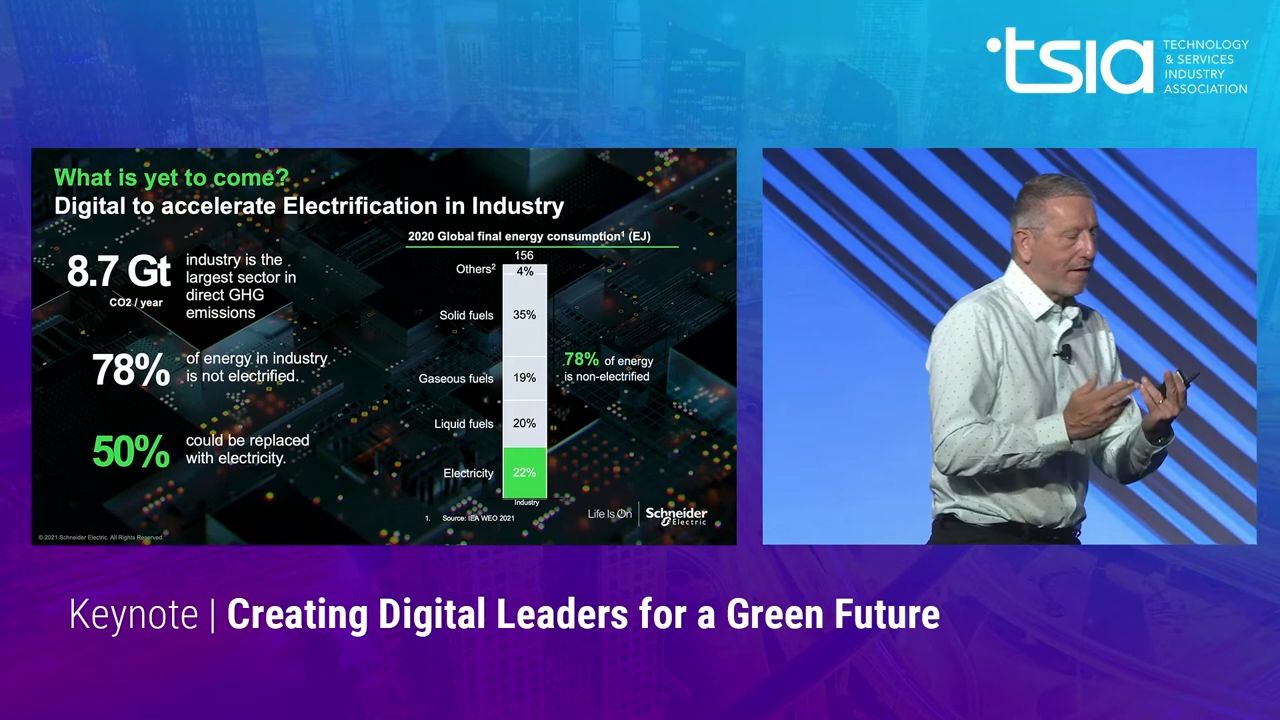 tsia
TECHNOLOGY
& SERVICES
INDUSTRY
ASSOCIATION
What is yet to come?
Digital to accelerate Electrification in Industry
8.7 Gt
CO2 / year
industry is the
largest sector in
direct GHG
emissions
78%
of energy in industry
is not electrified.
50%
could be replaced
with electricity.
2020 Global final energy consumption¹ (EJ)
156
Others² 4%
Solid fuels 35%
Gaseous fuels 19%
Liquid fuels 20%
Electricity 22%
Industry
78% of energy
is non-electrified
1. Source: IEA WEO 2021
Life Is On
Schneider
Electric
© 2021 Schneider Electric. All Rights Reserved.
Keynote | Creating Digital Leaders for a Green Future